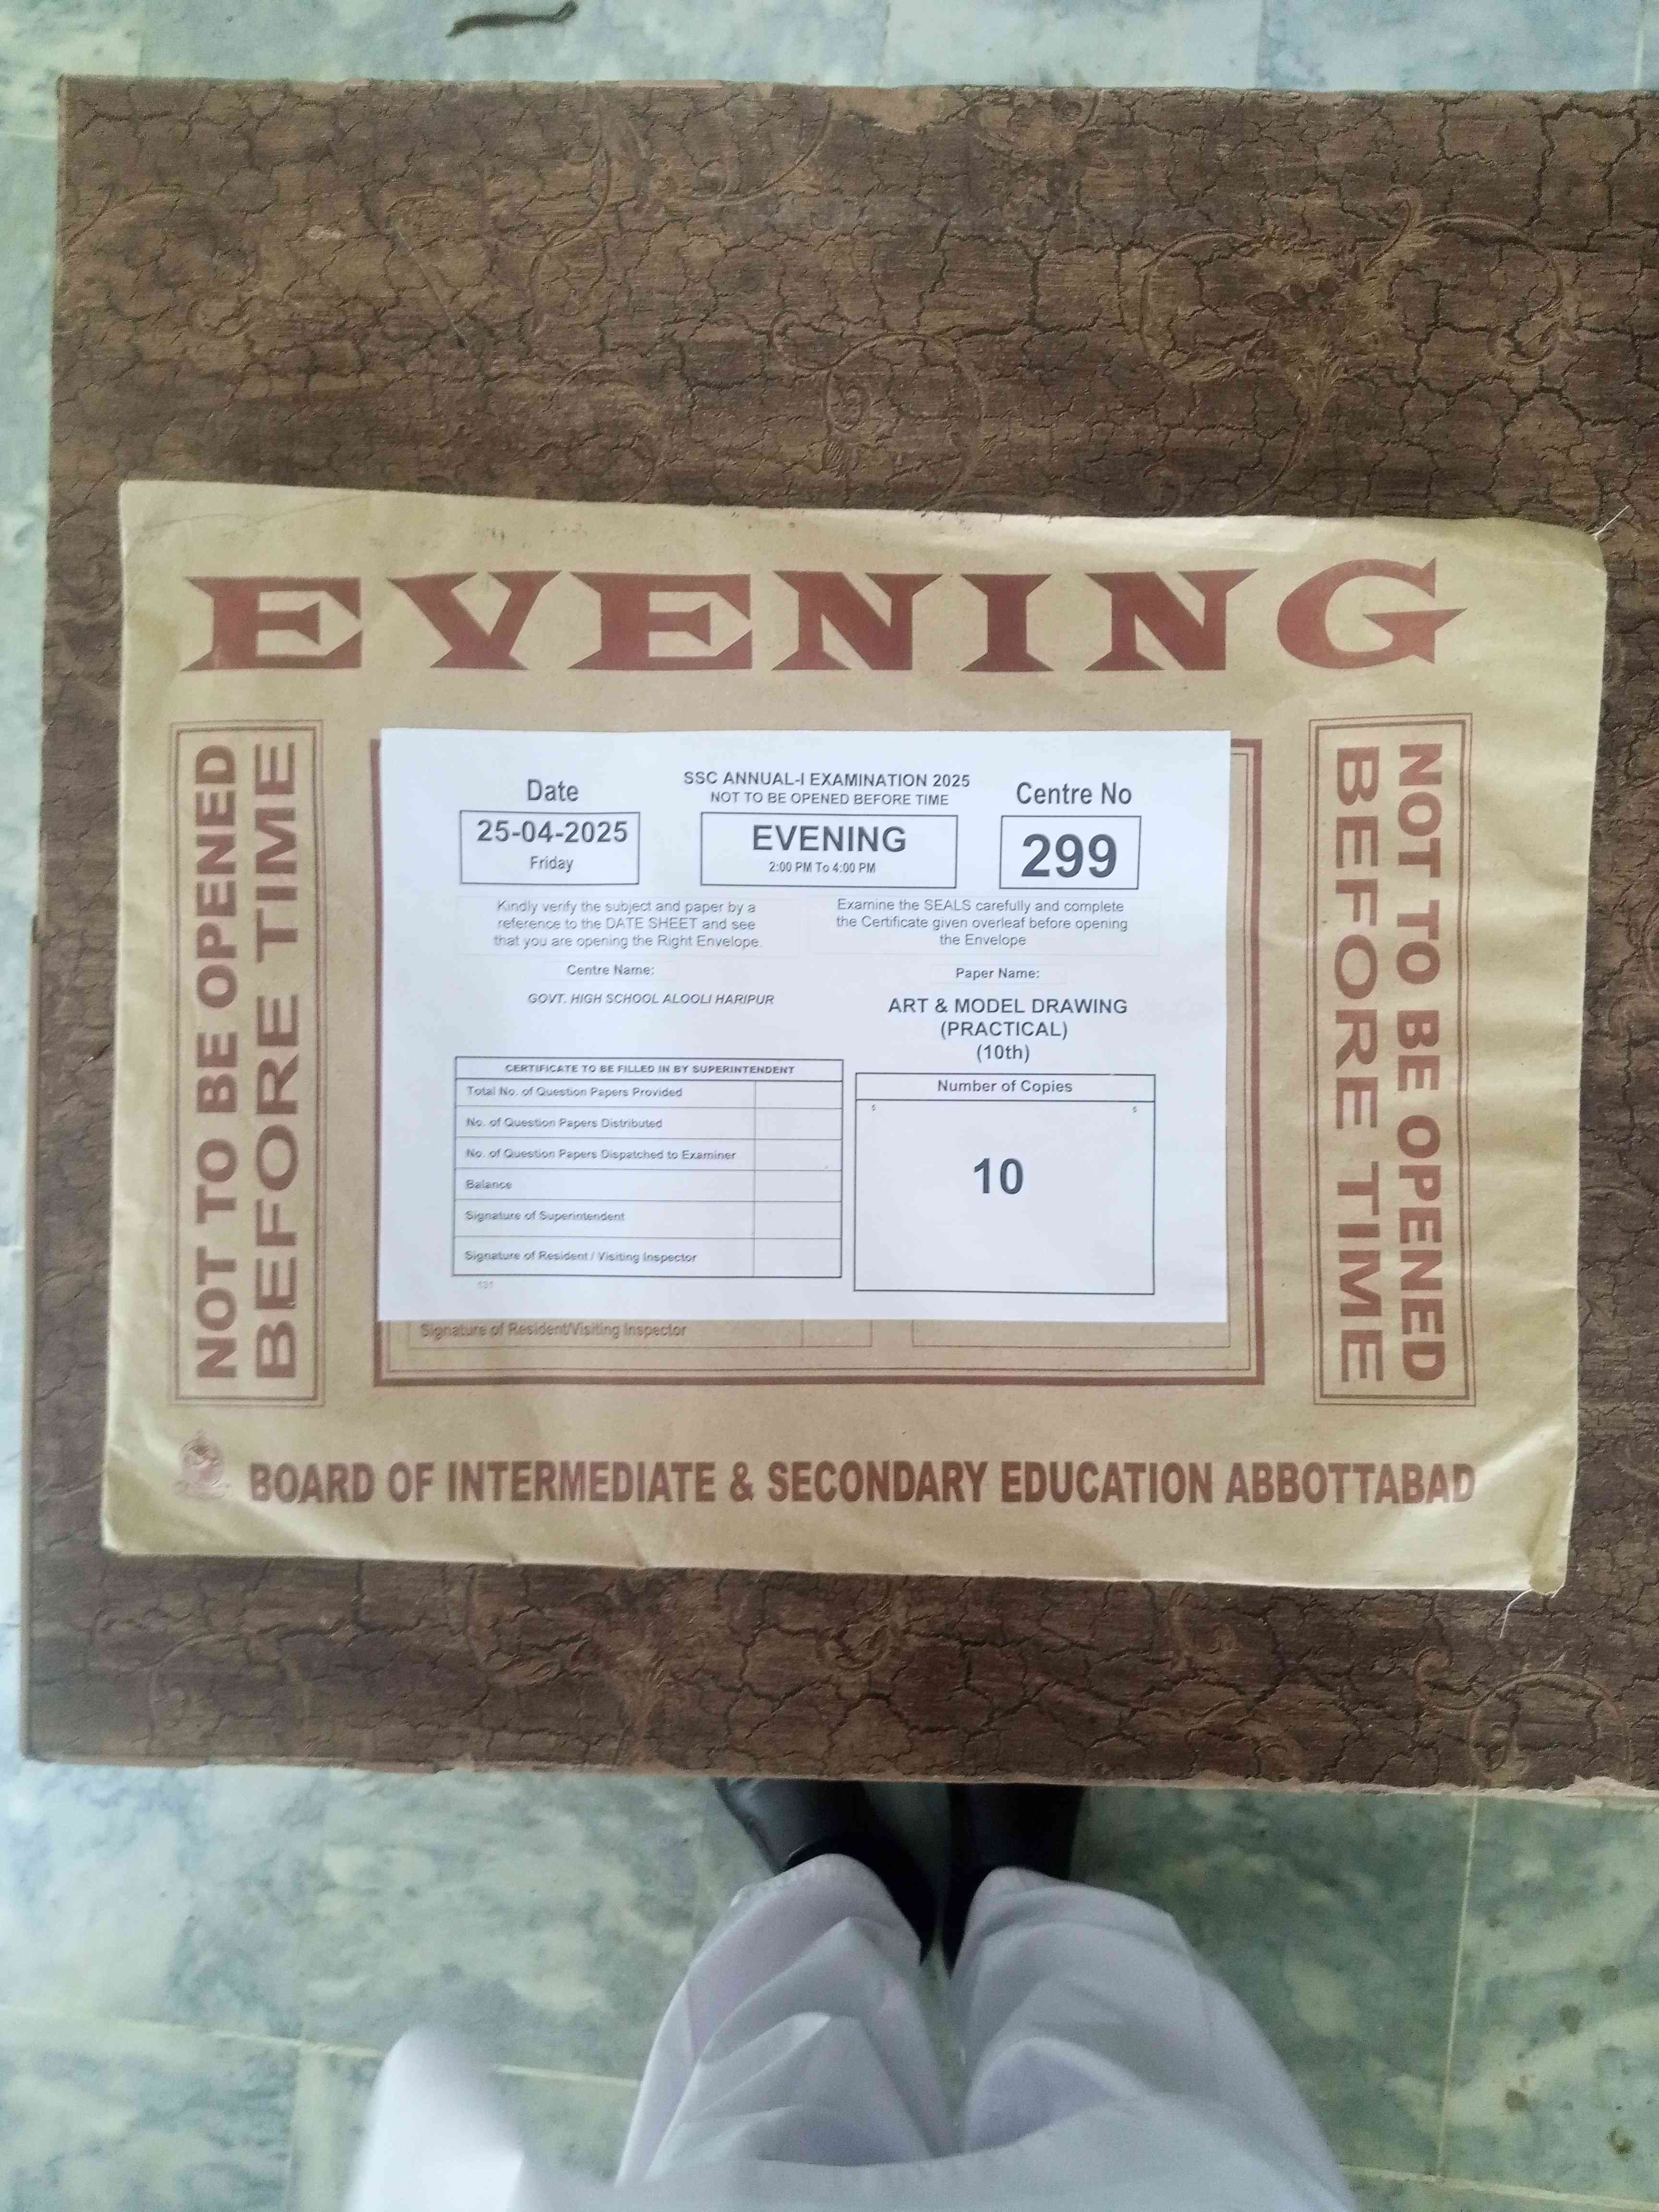 EVENING
NOT TO BE OPENED
BEFORE TIME
Date
25-04-2025
Friday
SSC ANNUAL-I EXAMINATION 2025
NOT TO BE OPENED BEFORE TIME
EVENING
2:00 PM To 4:00 PM
Centre No
299
Kindly verify the subject and paper by a
reference to the DATE SHEET and see
that you are opening the Right Envelope.
Examine the SEALS carefully and complete
the Certificate given overleaf before opening
the Envelope
Centre Name:
GOVT. HIGH SCHOOL ALOOLI HARIPUR
Paper Name:
ART & MODEL DRAWING
(PRACTICAL)
(10th)
CERTIFICATE TO BE FILLED IN BY SUPERINTENDENT
Total No. of Question Papers Provided
No. of Question Papers Distributed
No. of Question Papers Dispatched to Examiner
Balance
Signature of Superintendent
Signature of Resident / Visiting Inspector
131
Number of Copies
10
Signature of Resident/Visiting Inspector
NOT TO BE OPENED
BEFORE TIME
BOARD OF INTERMEDIATE & SECONDARY EDUCATION ABBOTTABAD